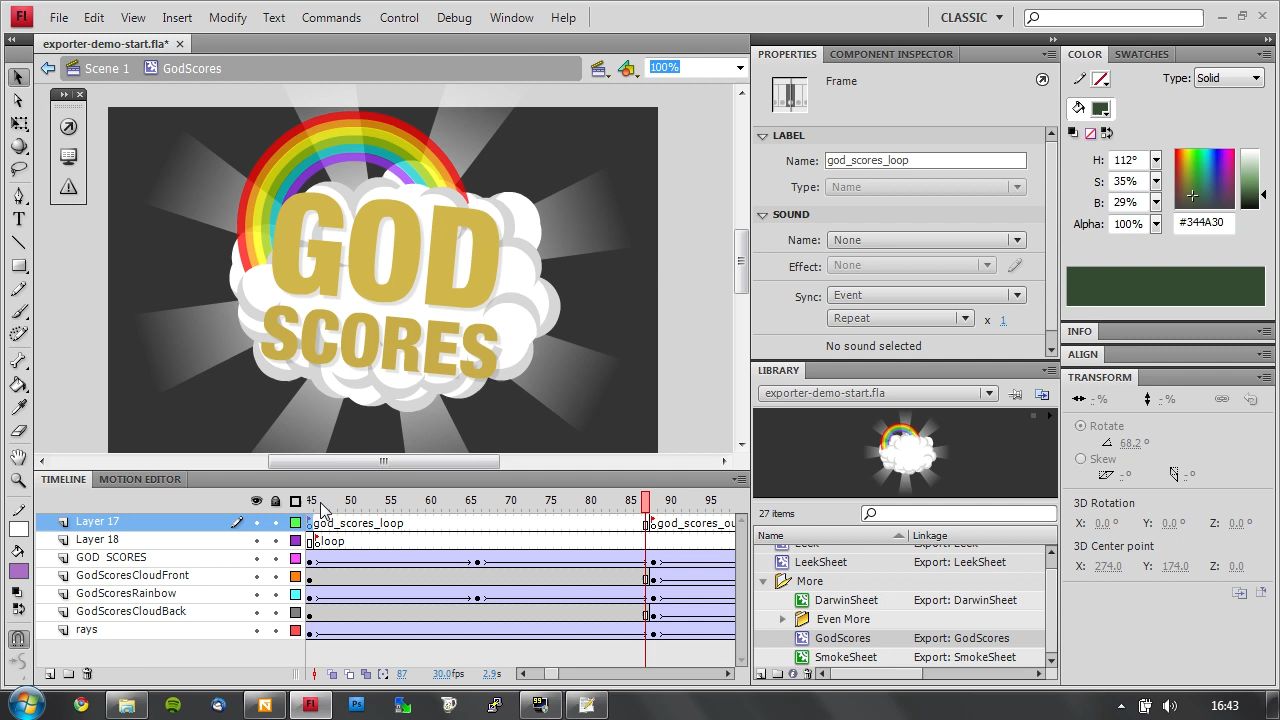 Fl File Edit View Insert Modify Text Commands Control Debug Window Help CLASSIC
exporter-demo-start.fla*
Scene 1 GodScores 100%
GOD
SCORES
T
PROPERTIES COMPONENT INSPECTOR
Frame
LABEL
Name: god_scores_loop
Type: Name
SOUND
Name: None
Effect: None
Sync: Event
Repeat x 1
No sound selected
LIBRARY
exporter-demo-start.fla
27 items
Name Linkage
LeekSheet Export: LeekSheet
More
DarwinSheet Export: DarwinSheet
Even More
GodScores Export: GodScores
SmokeSheet Export: SmokeSheet
COLOR SWATCHES
Type: Solid
H: 112°
S: 35%
B: 29%
Alpha: 100% #344A30
INFO
ALIGN
TRANSFORM
- % - %
Rotate
68.2 °
Skew
- ° - °
3D Rotation
X: 0.0 ° Y: 0.0 ° Z: 0.0 °
3D Center point
X: 274.0 Y: 174.0 Z: 0.0
TIMELINE MOTION EDITOR
45 50 55 60 65 70 75 80 85 90 95
Layer 17 god_scores_loop god_scores_ou
Layer 18 loop
GOD SCORES
GodScoresCloudFront
GodScoresRainbow
GodScoresCloudBack
rays
87 30.0fps 2.9s
N Fl Ps 99 16:43